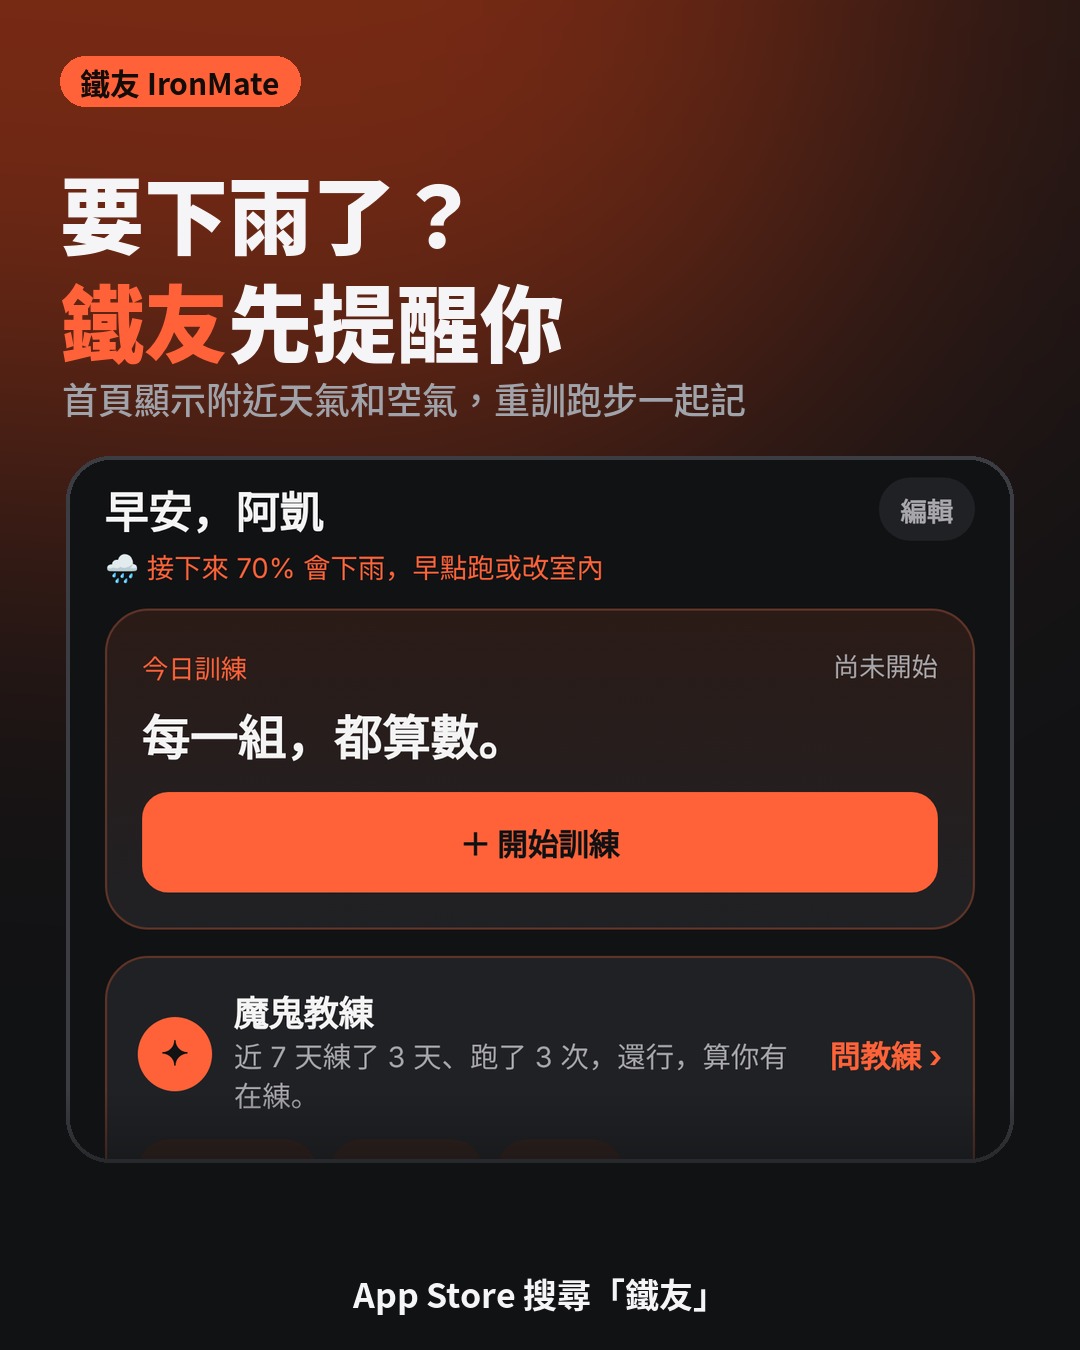 鐵友 IronMate
要下雨了？
鐵友先提醒你
首頁顯示附近天氣和空氣，重訓跑步一起記
早安，阿凱
編輯
接下來 70% 會下雨，早點跑或改室內
今日訓練
尚未開始
每一組，都算數。
＋ 開始訓練
魔鬼教練
近 7 天練了 3 天、跑了 3 次，還行，算你有
在練。
問教練 ›
App Store 搜尋「鐵友」